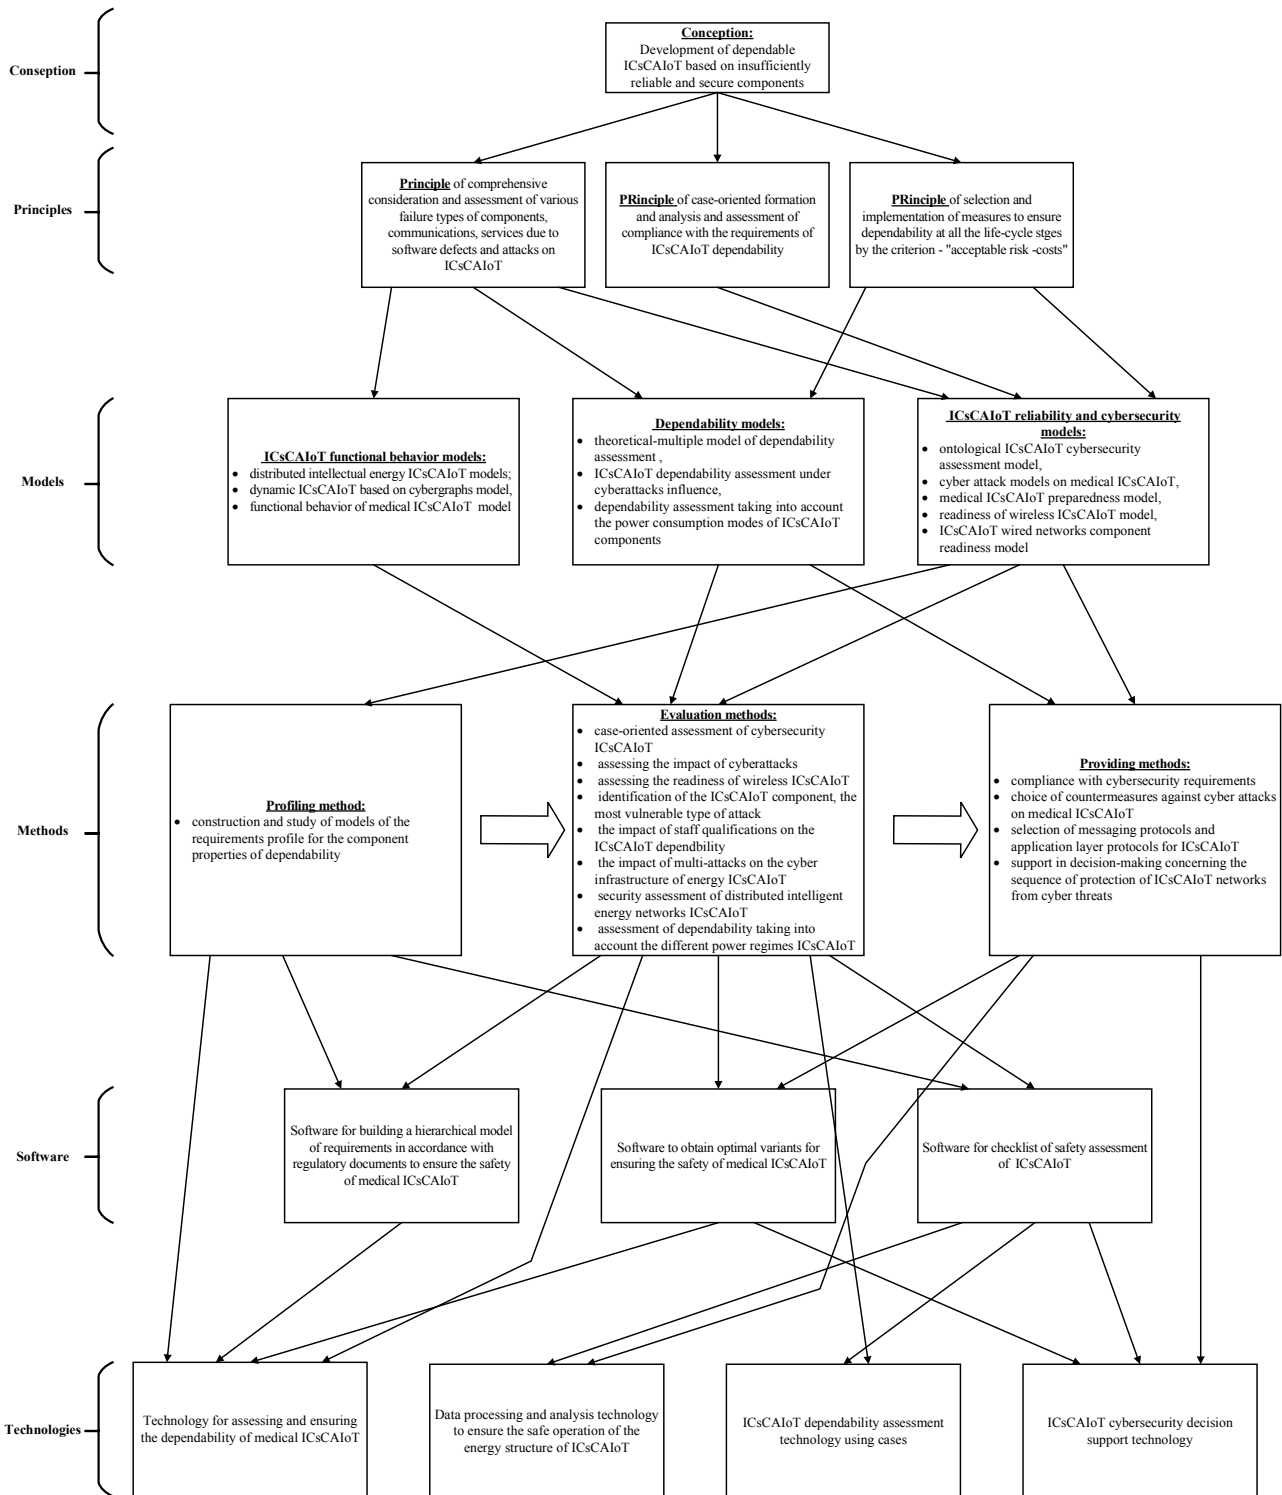 Conseption
Conception:
Development of dependable
ICsCAIoT based on insufficiently
reliable and secure components
Principles
Principle of comprehensive
consideration and assessment of various
failure types of components,
communications, services due to
software defects and attacks on
ICsCAIoT
PRinciple of case-oriented formation
and analysis and assessment of
compliance with the requirements of
ICsCAIoT dependability
PRinciple of selection and
implementation of measures to ensure
dependability at all the life-cycle stges
by the criterion - "acceptable risk -costs"
Models
ICsCAIoT functional behavior models:
• distributed intellectual energy ICsCAIoT models;
• dynamic ICsCAIoT based on cybergraphs model,
• functional behavior of medical ICsCAIoT model
Dependability models:
• theoretical-multiple model of dependability
assessment ,
• ICsCAIoT dependability assessment under
cyberattacks influence,
• dependability assessment taking into account
the power consumption modes of ICsCAIoT
components
ICsCAIoT reliability and cybersecurity
models:
• ontological ICsCAIoT cybersecurity
assessment model,
• cyber attack models on medical ICsCAIoT,
• medical ICsCAIoT preparedness model,
• readiness of wireless ICsCAIoT model,
• ICsCAIoT wired networks component
readiness model
Methods
Profiling method:
• construction and study of models of the
requirements profile for the component
properties of dependability
Evaluation methods:
• case-oriented assessment of cybersecurity
ICsCAIoT
• assessing the impact of cyberattacks
• assessing the readiness of wireless ICsCAIoT
• identification of the ICsCAIoT component, the
most vulnerable type of attack
• the impact of staff qualifications on the
ICsCAIoT dependbility
• the impact of multi-attacks on the cyber
infrastructure of energy ICsCAIoT
• security assessment of distributed intelligent
energy networks ICsCAIoT
• assessment of dependability taking into
account the different power regimes ICsCAIoT
Providing methods:
• compliance with cybersecurity requirements
• choice of countermeasures against cyber attacks
on medical ICsCAIoT
• selection of messaging protocols and
application layer protocols for ICsCAIoT
• support in decision-making concerning the
sequence of protection of ICsCAIoT networks
from cyber threats
Software
Software for building a hierarchical model
of requirements in accordance with
regulatory documents to ensure the safety
of medical ICsCAIoT
Software to obtain optimal variants for
ensuring the safety of medical ICsCAIoT
Software for checklist of safety assessment
of ICsCAIoT
Technologies
Technology for assessing and ensuring
the dependability of medical ICsCAIoT
Data processing and analysis technology
to ensure the safe operation of the
energy structure of ICsCAIoT
ICsCAIoT dependability assessment
technology using cases
ICsCAIoT cybersecurity decision
support technology